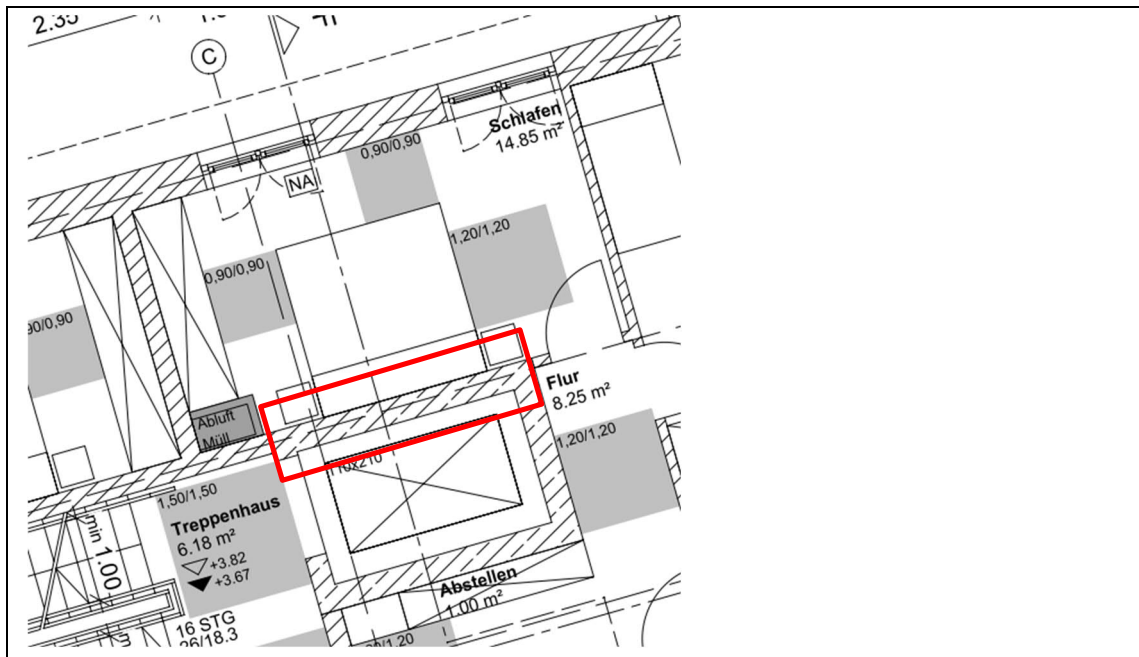 2.35
C
Schlafen
14.85 m²
0,90/0,90
NA
1,20/1,20
0,90/0,90
90/0,90
Flur
8.25 m²
Abluft
Müll
110x210
1,20/1,20
1,50/1,50
Treppenhaus
6.18 m²
+3.82
+3.67
min 1.00
Abstellen
1.00 m²
16 STG
26/18.3